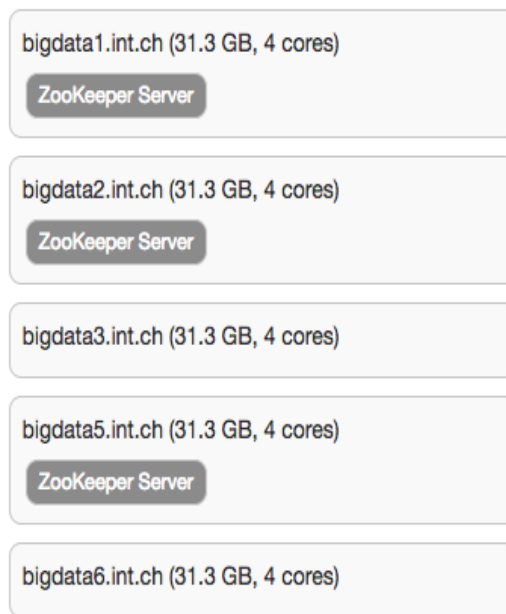 bigdata1.int.ch (31.3 GB, 4 cores)
ZooKeeper Server
bigdata2.int.ch (31.3 GB, 4 cores)
ZooKeeper Server
bigdata3.int.ch (31.3 GB, 4 cores)
bigdata5.int.ch (31.3 GB, 4 cores)
ZooKeeper Server
bigdata6.int.ch (31.3 GB, 4 cores)